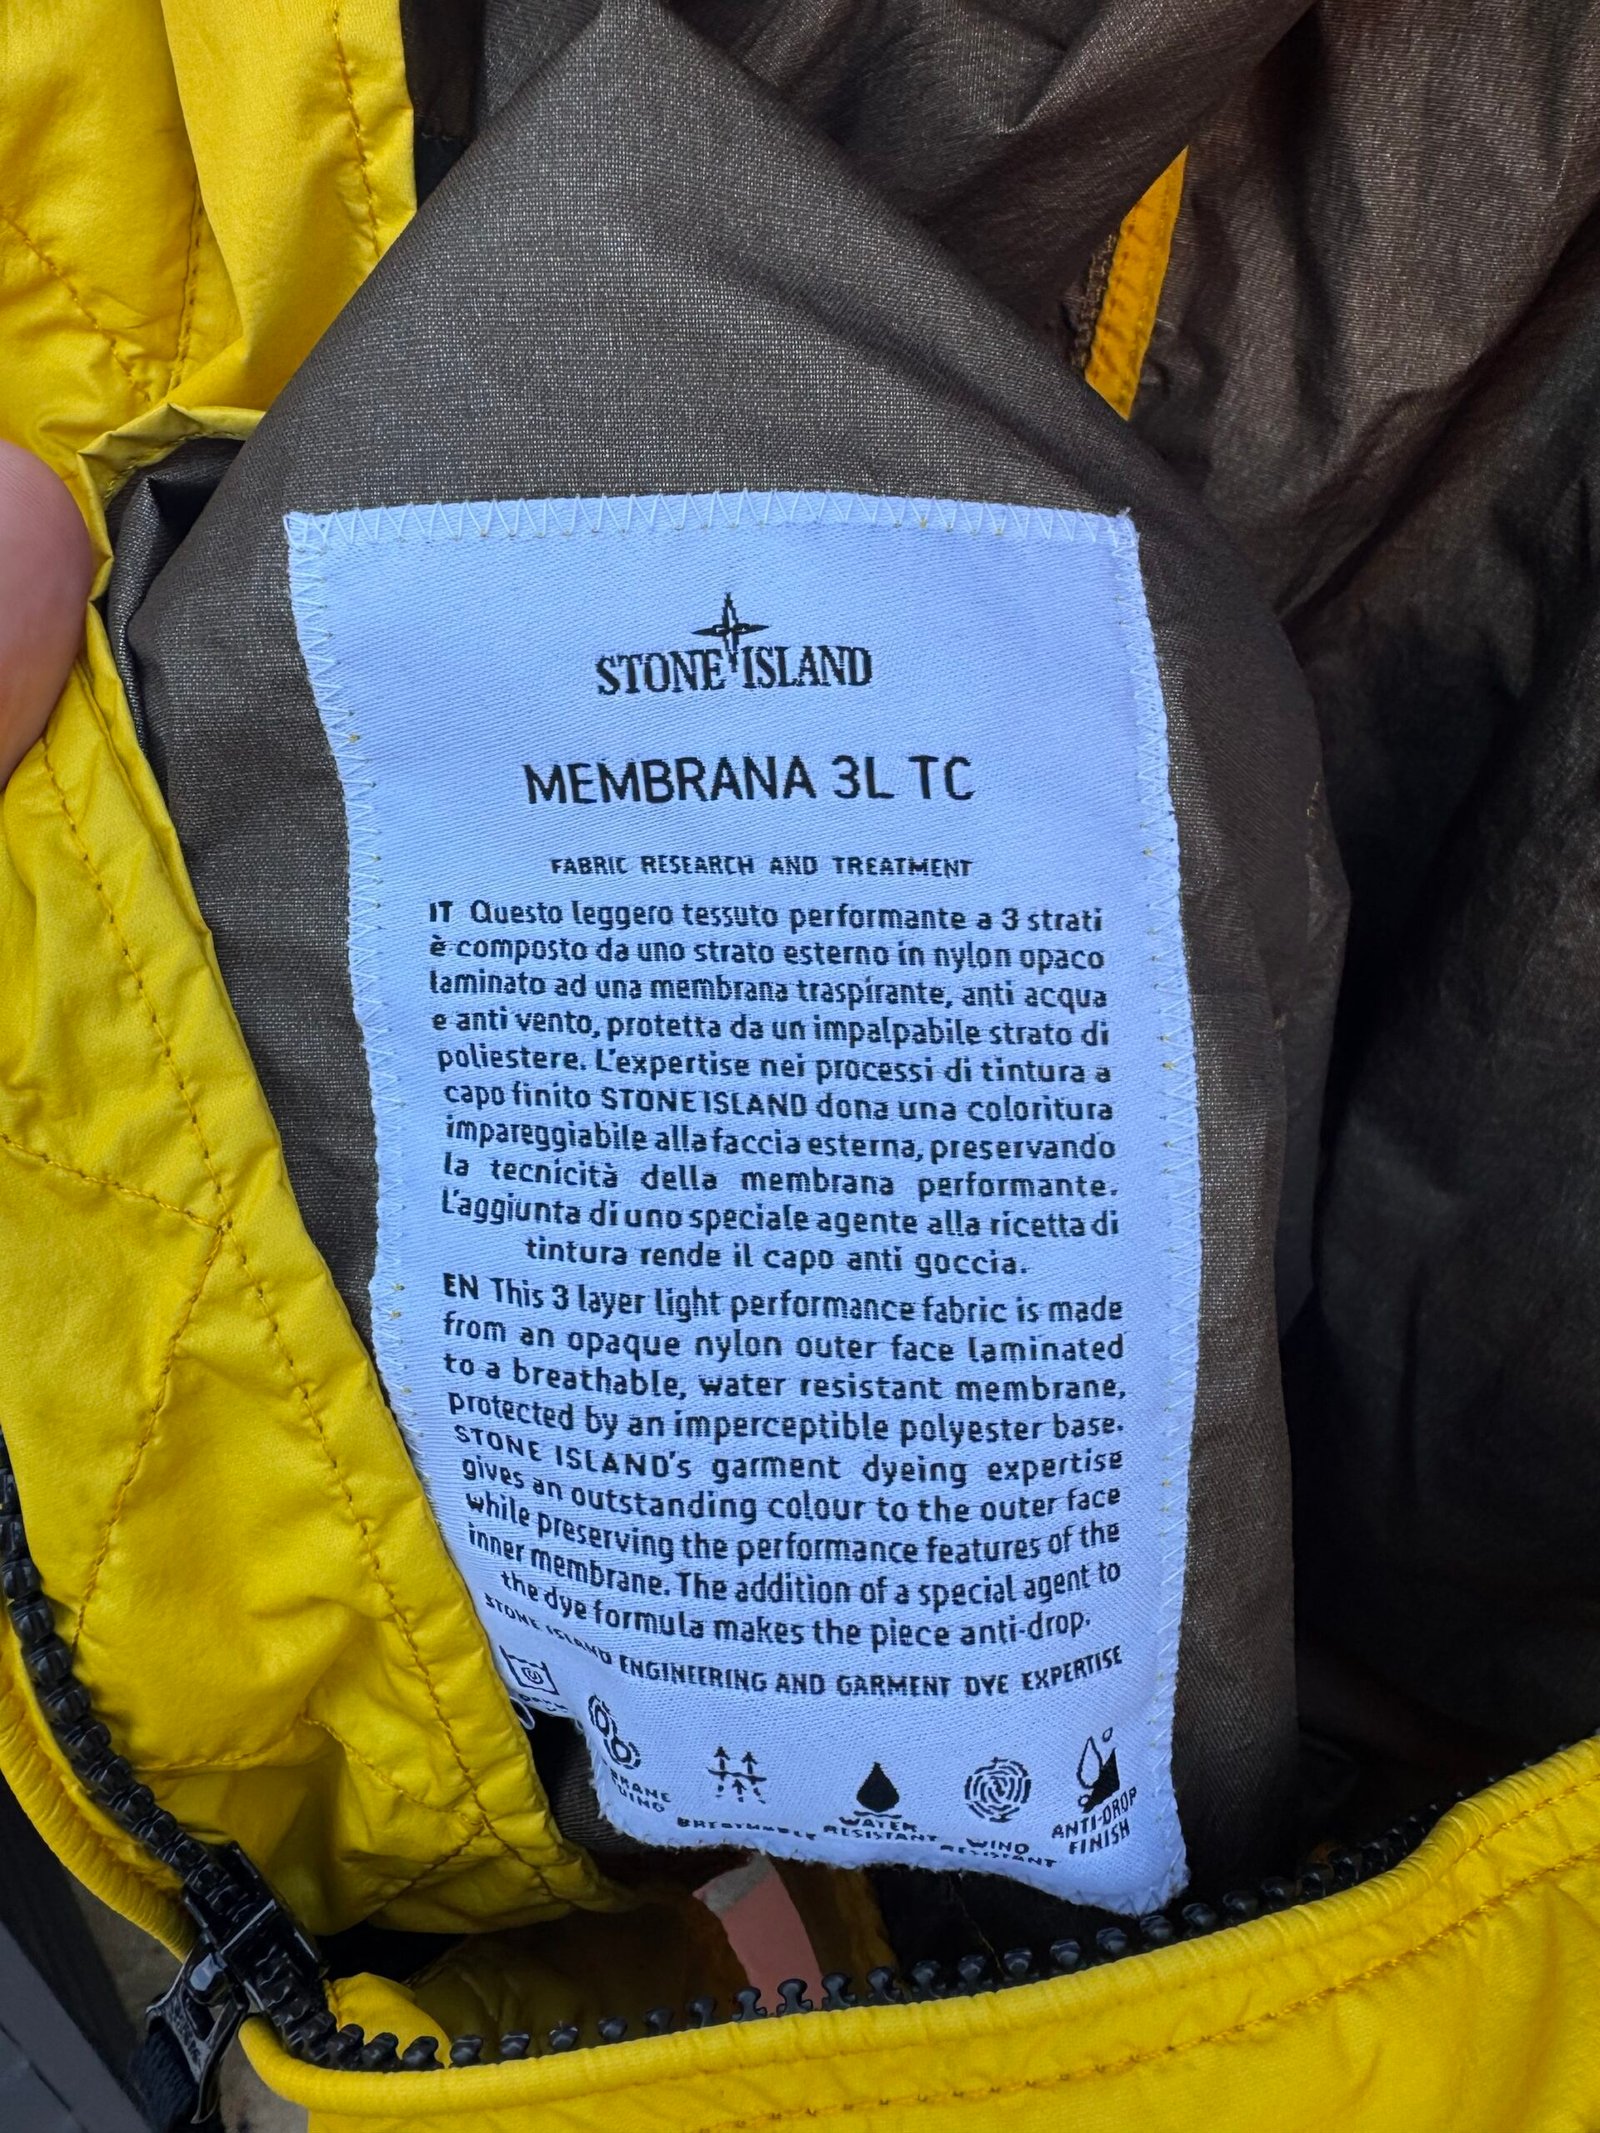 STONE ISLAND
MEMBRANA 3L TC
FABRIC RESEARCH AND TREATMENT
IT Questo leggero tessuto performante a 3 strati
è composto da uno strato esterno in nylon opaco
laminato ad una membrana traspirante, anti acqua
e anti vento, protetta da un impalpabile strato di
poliestere. L'expertise nei processi di tintura a
capo finito STONE ISLAND dona una coloritura
impareggiabile alla faccia esterna, preservando
la tecnicità della membrana performante.
L'aggiunta di uno speciale agente alla ricetta di
tintura rende il capo anti goccia.
EN This 3 layer light performance fabric is made
from an opaque nylon outer face laminated
to a breathable, water resistant membrane,
protected by an imperceptible polyester base.
STONE ISLAND's garment dyeing expertise
gives an outstanding colour to the outer face
while preserving the performance features of the
inner membrane. The addition of a special agent to
the dye formula makes the piece anti-drop.
STONE ISLAND ENGINEERING AND GARMENT DYE EXPERTISE
BREATHABLE
WATER
RESISTANT
WIND
RESISTANT
ANTI-DROP
FINISH